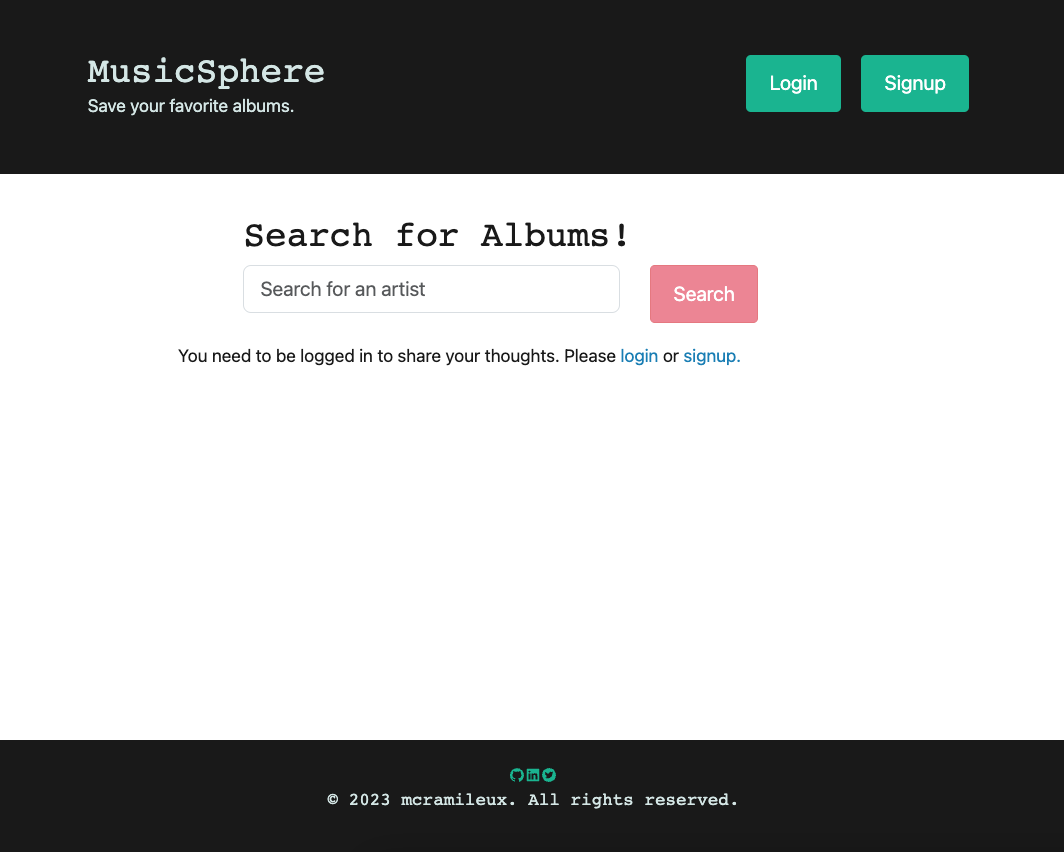 MusicSphere
Save your favorite albums.
Login
Signup
Search for Albums!
Search for an artist
Search
You need to be logged in to share your thoughts. Please login or signup.
© 2023 mcramileux. All rights reserved.